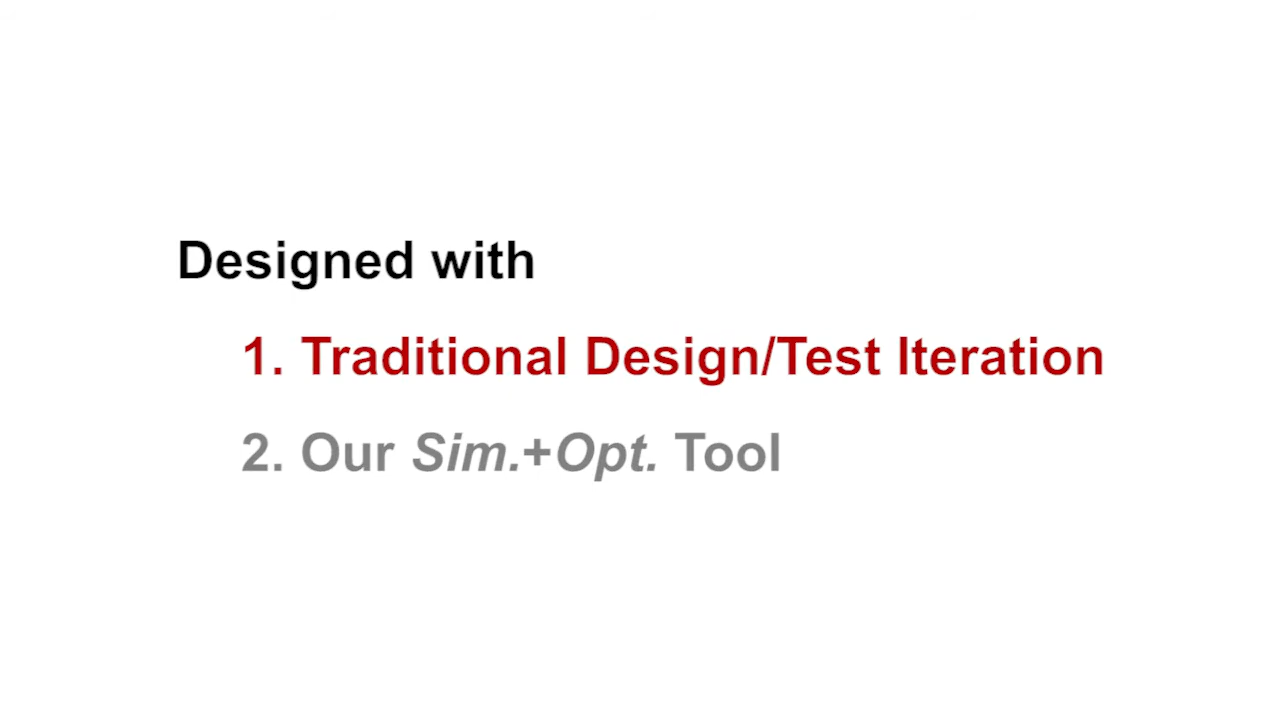 Designed with
1. Traditional Design/Test Iteration
2. Our Sim.+Opt. Tool